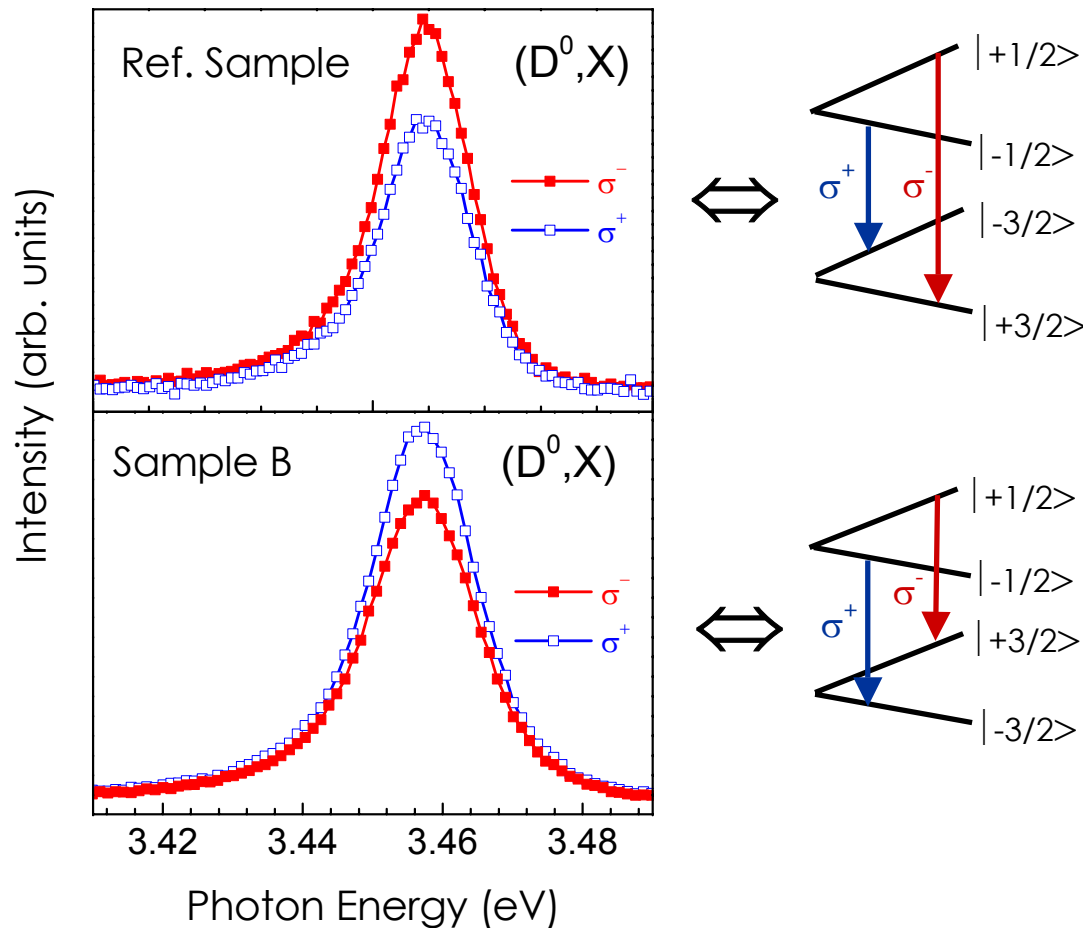 Ref. Sample
(D⁰,X)
σ⁻
σ⁺
Sample B
(D⁰,X)
σ⁻
σ⁺
3.42
3.44
3.46
3.48
Photon Energy (eV)
Intensity (arb. units)
|+1/2>
|-1/2>
σ⁺
σ⁻
|-3/2>
|+3/2>
|+1/2>
|-1/2>
σ⁻
σ⁺
|+3/2>
|-3/2>